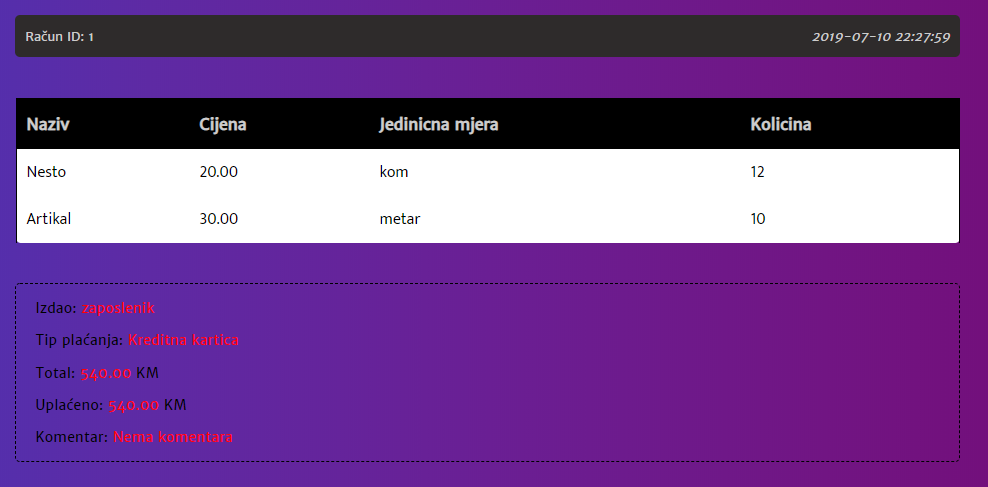 Račun ID: 1 2019-07-10 22:27:59
Naziv Cijena Jedinicna mjera Kolicina
Nesto 20.00 kom 12
Artikal 30.00 metar 10
Izdao: zaposlenik
Tip plaćanja: Kreditna kartica
Total: 540.00 KM
Uplaćeno: 540.00 KM
Komentar: Nema komentara